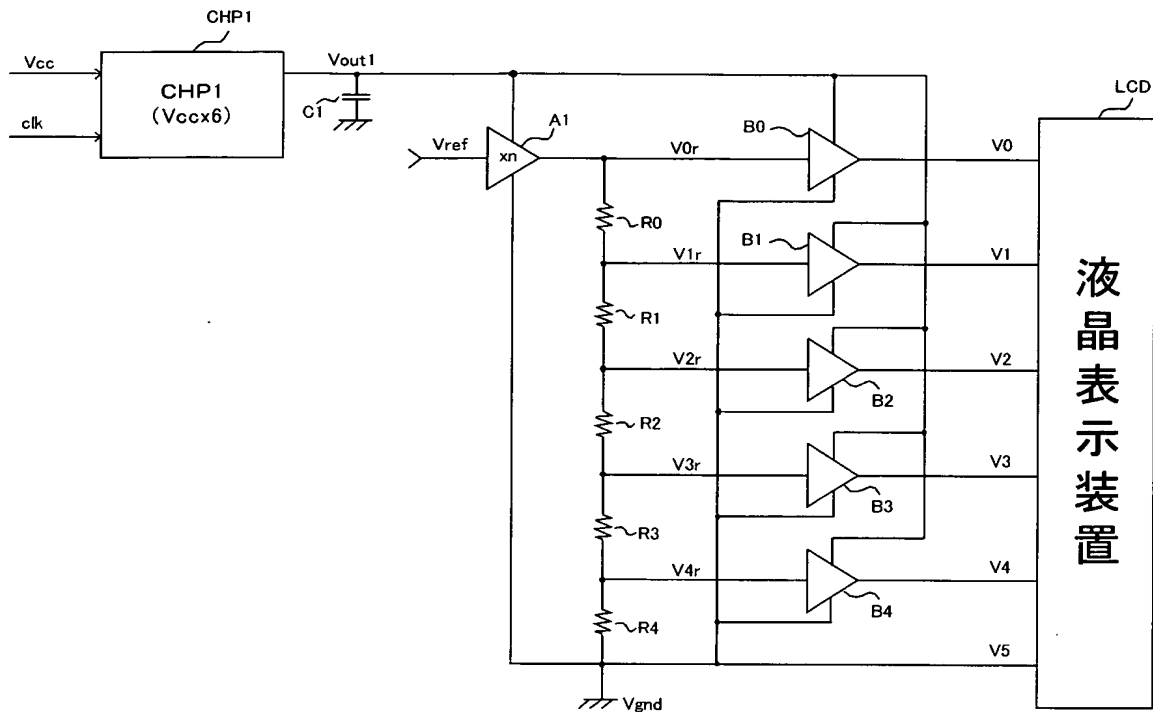 CHP1
Vcc
clk
CHP1
(Vccx6)
Vout1
C1
Vref
xn
A1
V0r
B0
V0
LCD
R0
V1r
B1
V1
R1
V2r
B2
V2
R2
V3r
B3
V3
R3
V4r
B4
V4
R4
V5
Vgnd
液晶表示装置